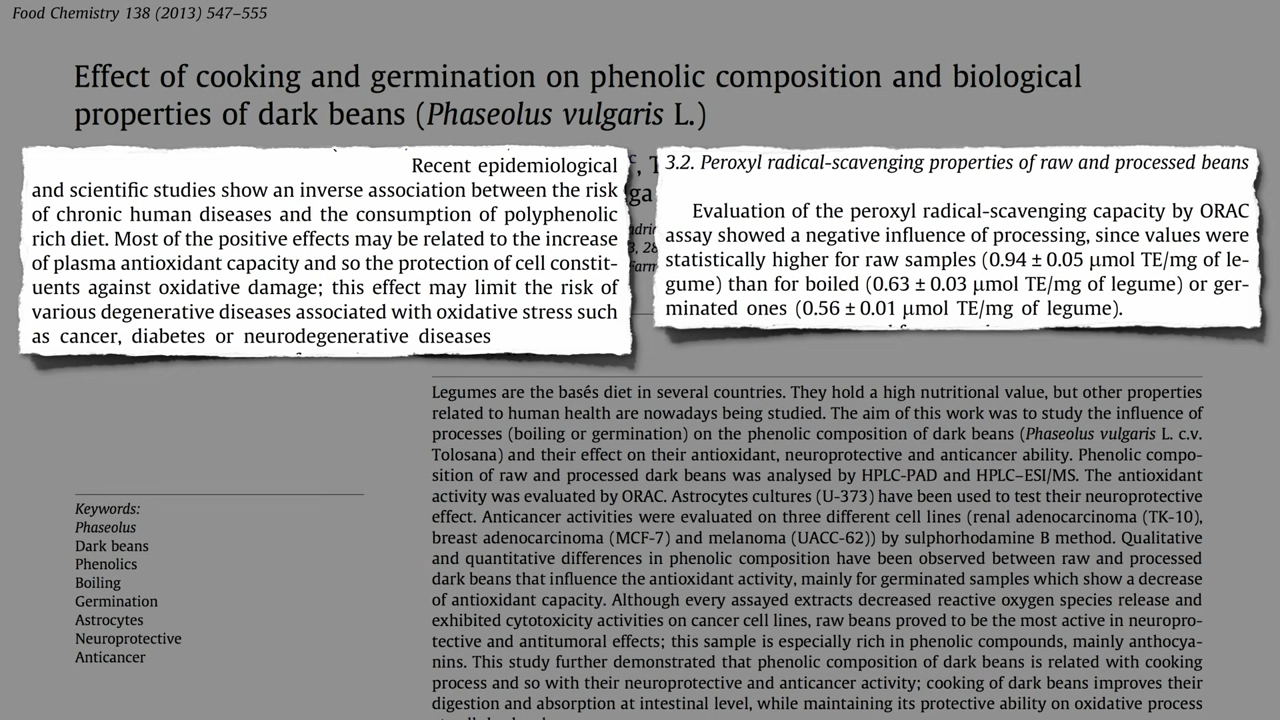 Food Chemistry 138 (2013) 547–555
Effect of cooking and germination on phenolic composition and biological
properties of dark beans (Phaseolus vulgaris L.)
Recent epidemiological
and scientific studies show an inverse association between the risk
of chronic human diseases and the consumption of polyphenolic
rich diet. Most of the positive effects may be related to the increase
of plasma antioxidant capacity and so the protection of cell constit-
uents against oxidative damage; this effect may limit the risk of
various degenerative diseases associated with oxidative stress such
as cancer, diabetes or neurodegenerative diseases
3.2. Peroxyl radical-scavenging properties of raw and processed beans
Evaluation of the peroxyl radical-scavenging capacity by ORAC
assay showed a negative influence of processing, since values were
statistically higher for raw samples (0.94 ± 0.05 μmol TE/mg of le-
gume) than for boiled (0.63 ± 0.03 μmol TE/mg of legume) or ger-
minated ones (0.56 ± 0.01 μmol TE/mg of legume).
Legumes are the basés diet in several countries. They hold a high nutritional value, but other properties
related to human health are nowadays being studied. The aim of this work was to study the influence of
processes (boiling or germination) on the phenolic composition of dark beans (Phaseolus vulgaris L. c.v.
Tolosana) and their effect on their antioxidant, neuroprotective and anticancer ability. Phenolic compo-
sition of raw and processed dark beans was analysed by HPLC-PAD and HPLC–ESI/MS. The antioxidant
activity was evaluated by ORAC. Astrocytes cultures (U-373) have been used to test their neuroprotective
effect. Anticancer activities were evaluated on three different cell lines (renal adenocarcinoma (TK-10),
breast adenocarcinoma (MCF-7) and melanoma (UACC-62)) by sulphorhodamine B method. Qualitative
and quantitative differences in phenolic composition have been observed between raw and processed
dark beans that influence the antioxidant activity, mainly for germinated samples which show a decrease
of antioxidant capacity. Although every assayed extracts decreased reactive oxygen species release and
exhibited cytotoxicity activities on cancer cell lines, raw beans proved to be the most active in neuropro-
tective and antitumoral effects; this sample is especially rich in phenolic compounds, mainly anthocya-
nins. This study further demonstrated that phenolic composition of dark beans is related with cooking
process and so with their neuroprotective and anticancer activity; cooking of dark beans improves their
digestion and absorption at intestinal level, while maintaining its protective ability on oxidative process
Keywords:
Phaseolus
Dark beans
Phenolics
Boiling
Germination
Astrocytes
Neuroprotective
Anticancer